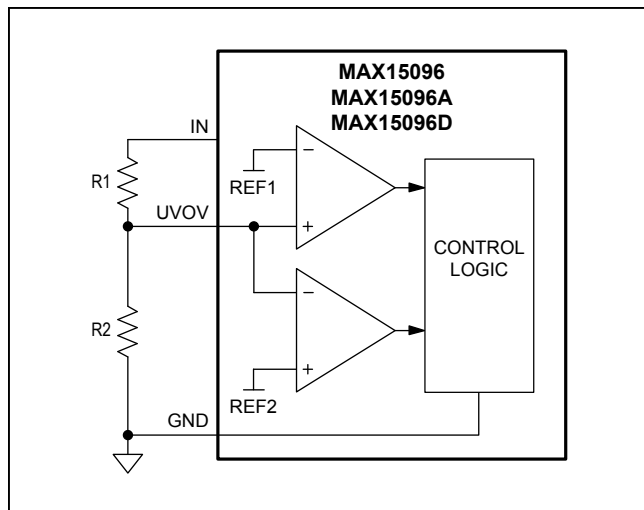 MAX15096
MAX15096A
MAX15096D
IN
−
REF1
R1
UVOV
+
CONTROL
LOGIC
−
R2
+
REF2
GND